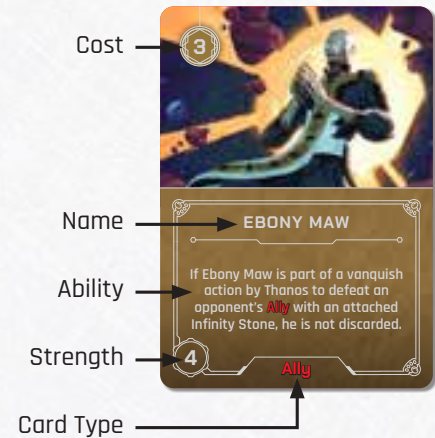 Cost
3
Name
EBONY MAW
Ability
If Ebony Maw is part of a vanquish
action by Thanos to defeat an
opponent's Ally with an attached
Infinity Stone, he is not discarded.
Strength
4
Ally
Card Type